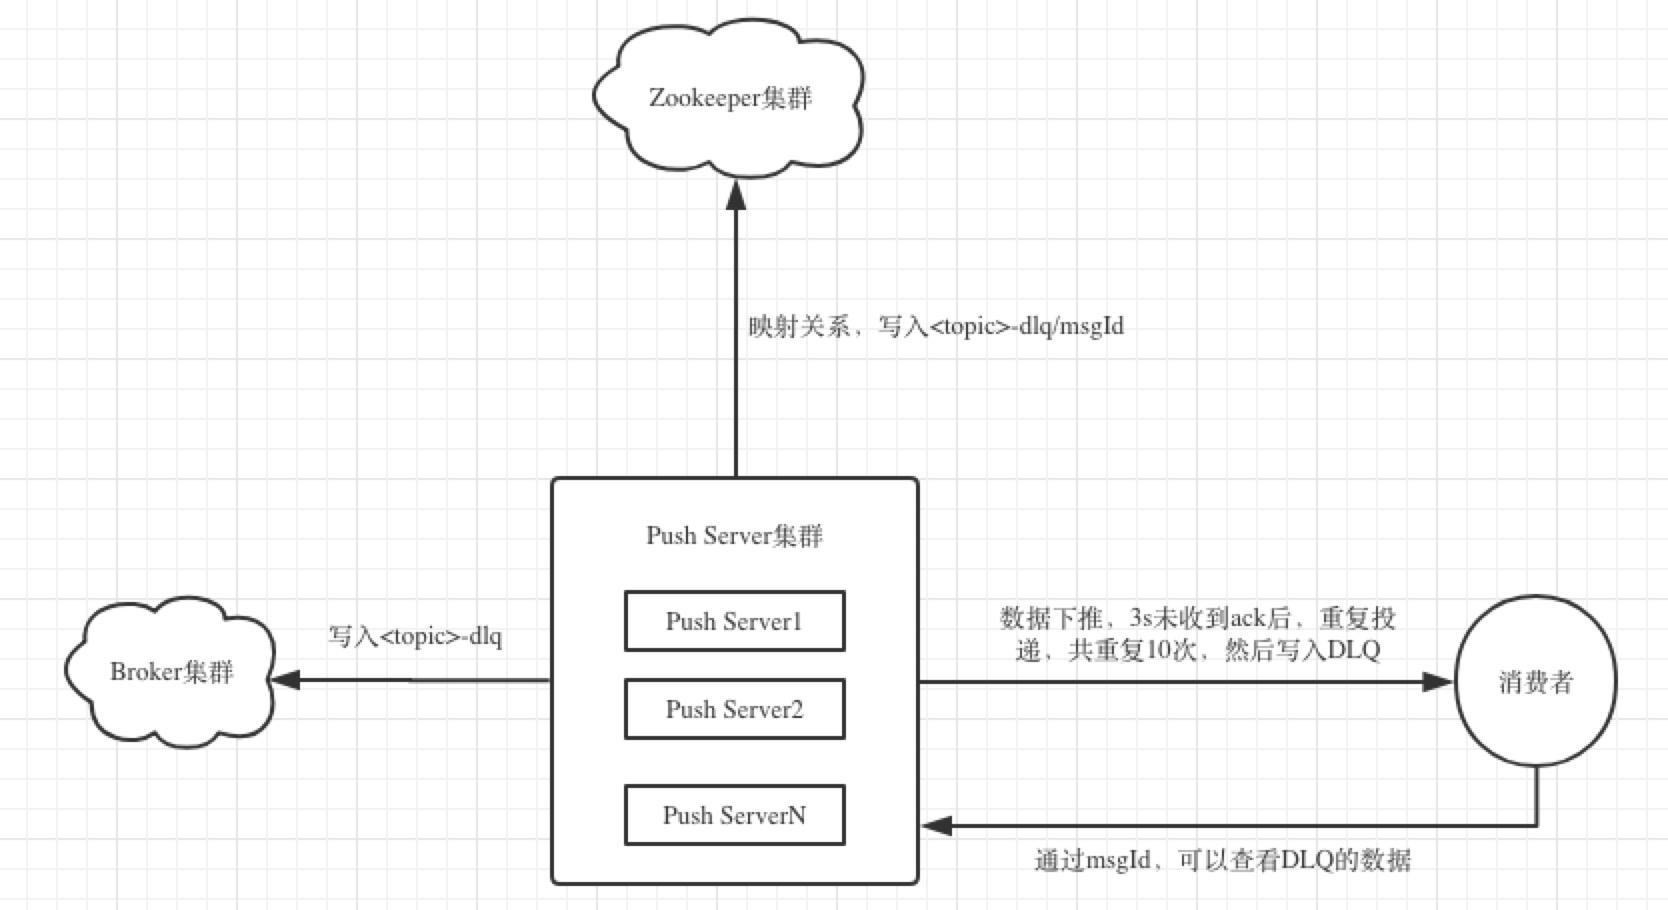 Zookeeper集群
映射关系，写入<topic>-dlq/msgId
Push Server集群
Push Server1
Push Server2
Push ServerN
写入<topic>-dlq
Broker集群
数据下推，3s未收到ack后，重复投
递，共重复10次，然后写入DLQ
消费者
通过msgId，可以查看DLQ的数据